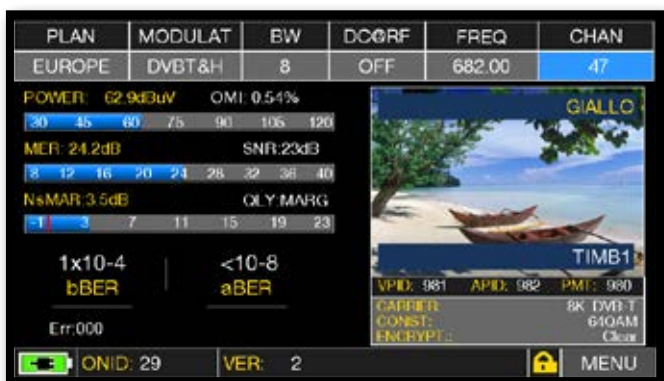 PLAN MODULAT BW DC@RF FREQ CHAN
EUROPE DVBT&H 8 OFF 682.00 47
POWER: 62.9dBuV OMI: 0.54%
30 45 60 75 90 105 120
MER: 24.2dB SNR:23dB
8 12 16 20 24 28 32 36 40
NsMAR 3.5dB QLY:MARG
-1 3 7 11 15 19 23
1x10-4 <10-8
bBER aBER
Err:000
GIALLO
TIMB1
VPID: 981 APID: 982 PMT: 980
CARRIER: 8K DVB-T
CONST: 64QAM
ENCRYPT.: Clear
ONID: 29 VER: 2 MENU